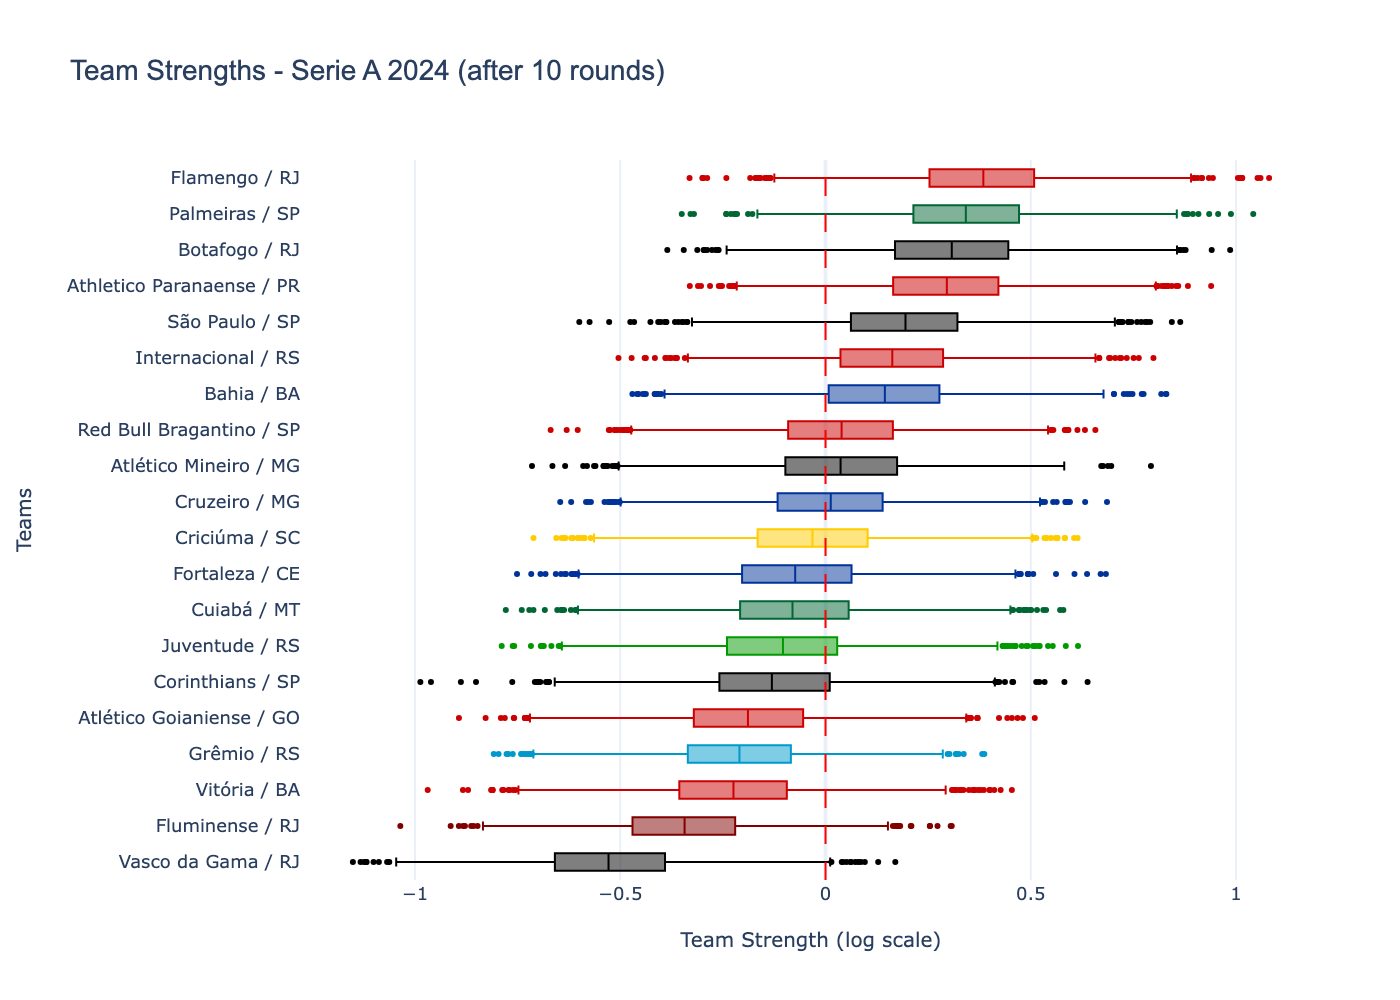 Team Strengths - Serie A 2024 (after 10 rounds)
Flamengo / RJ
Palmeiras / SP
Botafogo / RJ
Athletico Paranaense / PR
São Paulo / SP
Internacional / RS
Bahia / BA
Red Bull Bragantino / SP
Atlético Mineiro / MG
Cruzeiro / MG
Criciúma / SC
Fortaleza / CE
Cuiabá / MT
Juventude / RS
Corinthians / SP
Atlético Goianiense / GO
Grêmio / RS
Vitória / BA
Fluminense / RJ
Vasco da Gama / RJ
Teams
−1 −0.5 0 0.5 1
Team Strength (log scale)